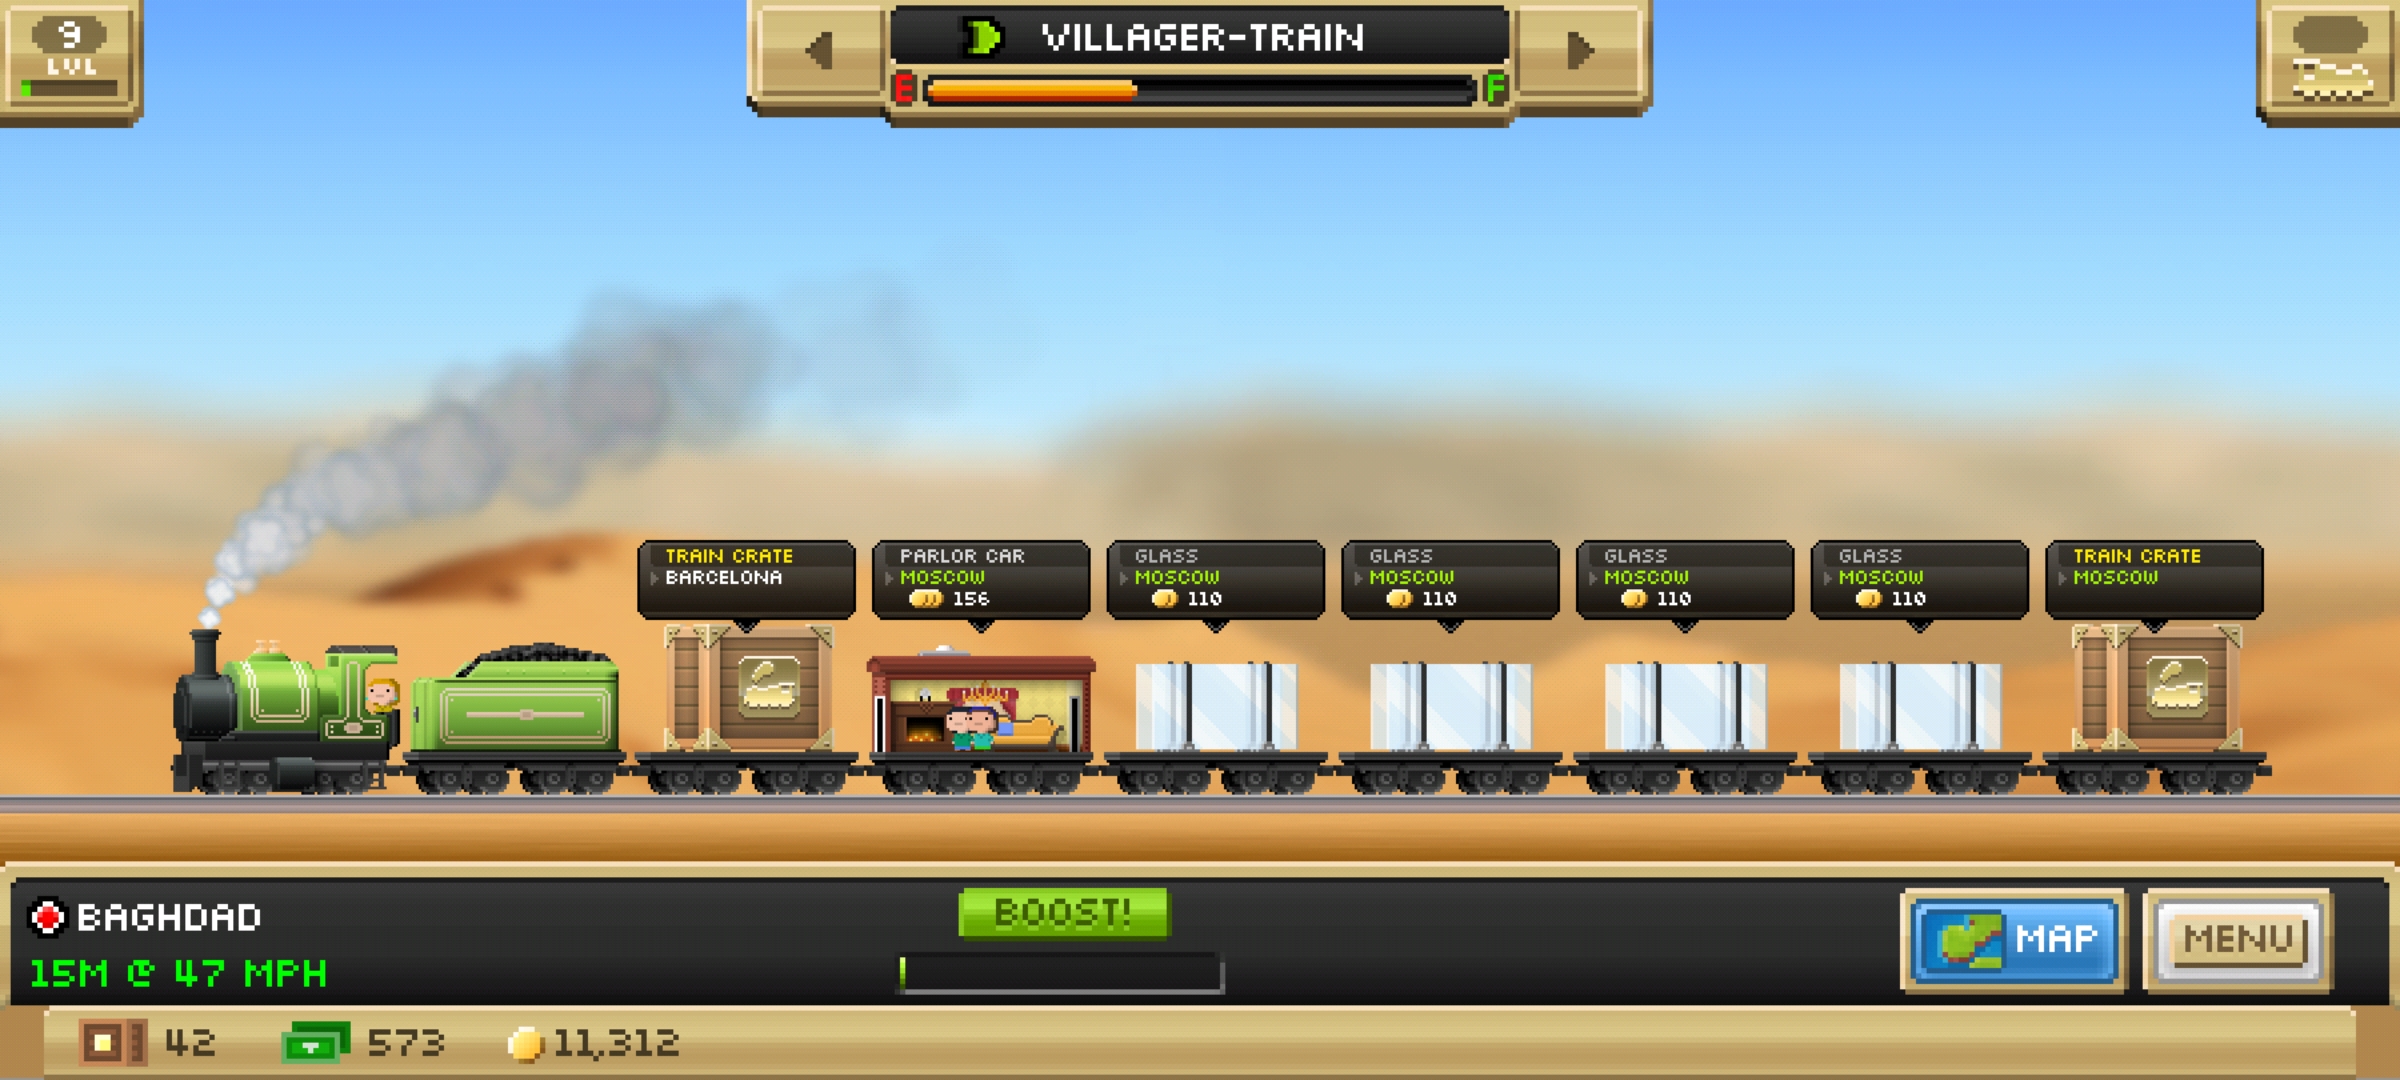 9
LVL
VILLAGER-TRAIN
E F
TRAIN CRATE
BARCELONA
PARLOR CAR
MOSCOW
156
GLASS
MOSCOW
110
GLASS
MOSCOW
110
GLASS
MOSCOW
110
GLASS
MOSCOW
110
TRAIN CRATE
MOSCOW
BAGHDAD
15M @ 47 MPH
BOOST!
MAP
MENU
42
573
11,312